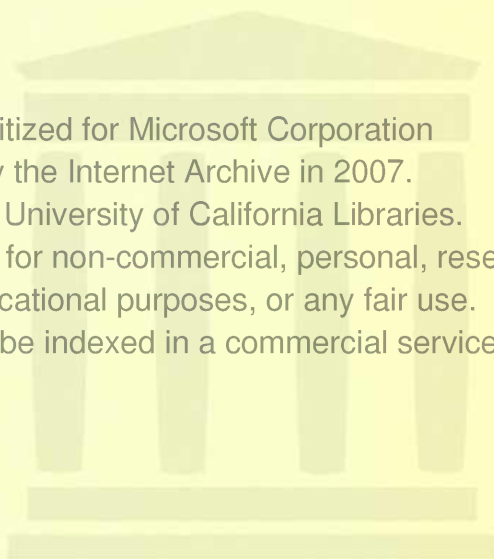 itized for Microsoft Corporation
the Internet Archive in 2007.
University of California Libraries.
for non-commercial, personal, rese
cational purposes, or any fair use.
be indexed in a commercial service